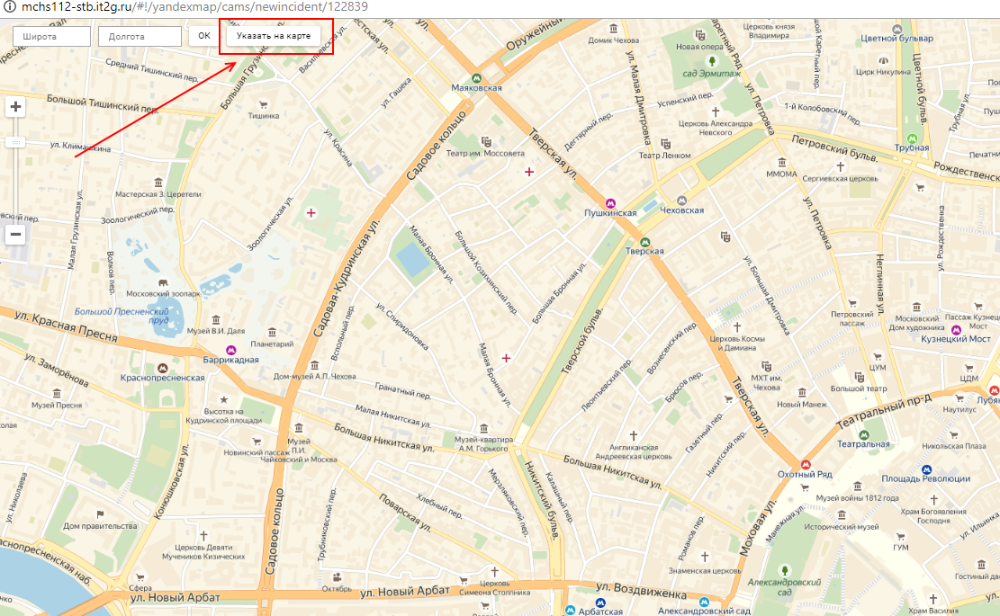 mchs112-stb.it2g.ru/#!/yandexmap/cams/newincident/122839
Широта
Долгота
ОК
Указать на карте
Оружейный
Домик Чехова
Новая опера
сад Эрмитаж
Церковь князя
Владимира
Цветной бульвар
Цирк Никулина
Цветной бульв.
Средний Тишинский пер.
Большая Грузинская
Васильевская
Большой Тишинский пер.
Тишинка
ул. Гашека
Маяковская
ул. Малая Дмитровка
Успенский пер.
ул. Петровка
1-й Колобовский пер.
Церковь Александра
Невского
Трубная ул.
Трубная
ул. Климашкина
ул. Красина
Садовое кольцо
Театр им. Моссовета
Тверская ул.
Дегтярный пер.
Театр Ленком
Петровский бульв.
Рожде­ственск
ММОМА
Сергиевская церковь
Мастерская З. Церетели
Зоологический пер.
Зоологическая ул.
Малая Грузинская ул.
Волков пер.
Пушкинская
Чеховская
Тверская
ул. Петровка
ул. Рождественка
Неглинная ул.
Садовая-Кудринская ул.
Малая Бронная ул.
Большой Козихинский пер.
Большая Бронная ул.
ул. Большая Дмитровка
Московский зоопарк
Большой Пресненский
пруд
Музей В.И. Даля
Планетарий
ул. Красная Пресня
Баррикадная
Краснопресненская
Вспольный пер.
ул. Спиридоновка
Тверской бульв.
Вознесенский пер.
Петровский
пассаж
Московский
Дом художника
Пассаж Кузнец
Мост
Кузнецкий Мост
Церковь Космы
и Дамиана
ЦУМ
ЦДМ
ул. Заморёнова
Музей Пресня
Дом-музей А.П. Чехова
Малая Бронная ул.
Леонтьевский пер.
Брюсов пер.
МХТ им.
Чехова
Большой театр
Новый Манеж
Театральный пр-д
Лубян
Наутилус
Высотка на
Кудринской площади
Гранатный пер.
Малая Никитская ул.
Большая Никитская ул.
Новинский пассаж
Музей
П.И.
Чайковский и Москва
Музей-квартира
А.М. Горького
Англиканская
Андреевская церковь
Газетный пер.
Никитский пер.
Тверская ул.
Театральная
Никольская Плаза
Охотный Ряд
Площадь Революции
Большая Никитская ул.
Конюшковская ул.
ул. Николаева
Дом правительства
Мерзляковский пер.
Никитский бульв.
Калашный пер.
Хлебный пер.
Поварская ул.
Трубниковский пер.
Садовое кольцо
Музей войны 1812 года
Исторический музей
Храм Богоявления
Господня
ул. Ильинка
Манежная ул.
Моховая ул.
Романов пер.
ГУМ
Церковь Девяти
Мучеников Кизических
Знаменская церковь
Александровский
сад
Гостиный дв
Краснопресненская наб.
Сфера
Октябрь
Церковь
Симеона Столпника
ул. Новый Арбат
ул. Новый Арбат
ул. Воздвиженка
Арбатская
Александровский сад
Храм Василия